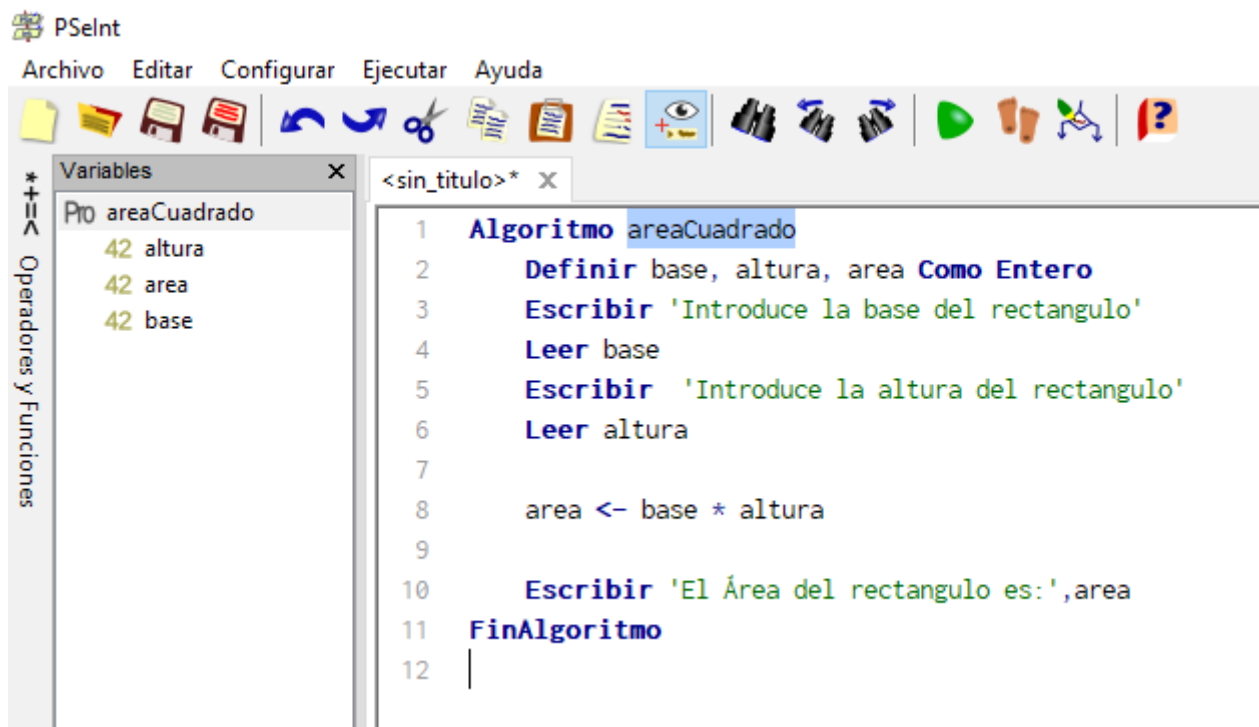 PSeInt
Archivo Editar Configurar Ejecutar Ayuda
*+=< Operadores y Funciones
Variables X
Pro areaCuadrado
42 altura
42 area
42 base
<sin_titulo>* X
1 Algoritmo areaCuadrado
2 Definir base, altura, area Como Entero
3 Escribir 'Introduce la base del rectangulo'
4 Leer base
5 Escribir  'Introduce la altura del rectangulo'
6 Leer altura
7
8 area <- base * altura
9
10 Escribir 'El Área del rectangulo es:',area
11 FinAlgoritmo
12